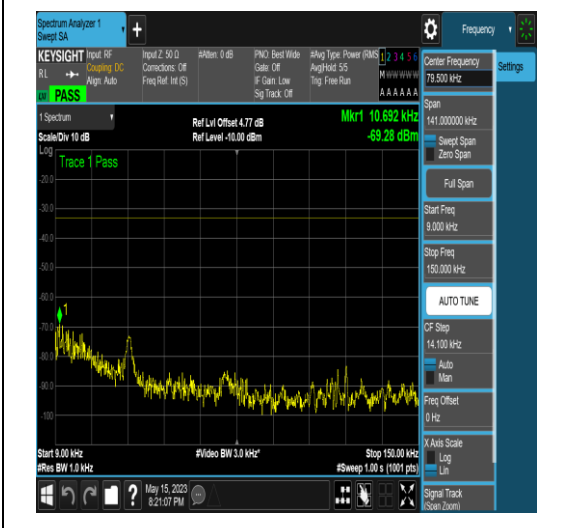 Spectrum Analyzer 1
Swept SA
+
Frequency
KEYSIGHT
RL
Input: RF
Coupling: DC
Align: Auto
Input Z: 50 Ω
Corrections: Off
Freq Ref: Int (S)
#Atten: 0 dB
PNO: Best Wide
Gate: Off
IF Gain: Low
Sig Track: Off
#Avg Type: Power (RMS
Avg|Hold: 5/5
Trig: Free Run
1 2 3 4 5 6
M W W W W W
A A A A A A
PASS
1 Spectrum
Scale/Div 10 dB
Ref Lvl Offset 4.77 dB
Ref Level -10.00 dBm
Mkr1 10.692 kHz
-69.28 dBm
Log
Trace 1 Pass
-20.0
-30.0
-40.0
-50.0
-60.0
-70.0
-80.0
-90.0
-100
1
Start 9.00 kHz
#Res BW 1.0 kHz
#Video BW 3.0 kHz*
Stop 150.00 kHz
#Sweep 1.00 s (1001 pts)
?
May 15, 2023
8:21:07 PM
Center Frequency
79.500 kHz
Span
141.000000 kHz
Swept Span
Zero Span
Full Span
Start Freq
9.000 kHz
Stop Freq
150.000 kHz
AUTO TUNE
CF Step
14.100 kHz
Auto
Man
Freq Offset
0 Hz
X Axis Scale
Log
Lin
Signal Track
(Span Zoom)
Settings